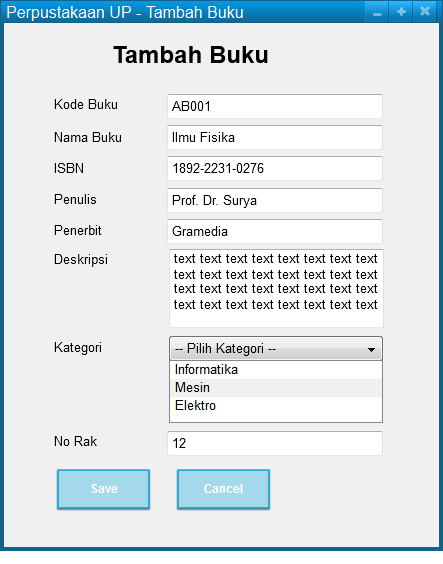 Perpustakaan UP - Tambah Buku
Tambah Buku
Kode Buku AB001
Nama Buku Ilmu Fisika
ISBN 1892-2231-0276
Penulis Prof. Dr. Surya
Penerbit Gramedia
Deskripsi text text text text text text text text
text text text text text text text text
text text text text text text text text
text text text text text text text text
Kategori -- Pilih Kategori --
Informatika
Mesin
Elektro
No Rak 12
Save Cancel